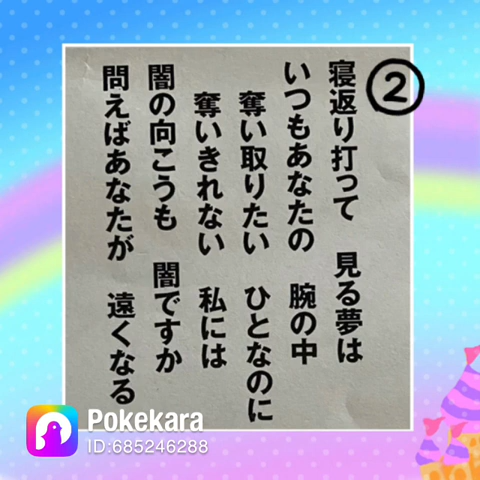 ②
寝返り打って 見る夢は
いつもあなたの 腕の中
奪い取りたい ひとなのに
奪いきれない 私には
闇の向こうも 闇ですか
問えばあなたが 遠くなる
Pokekara
ID:685246288